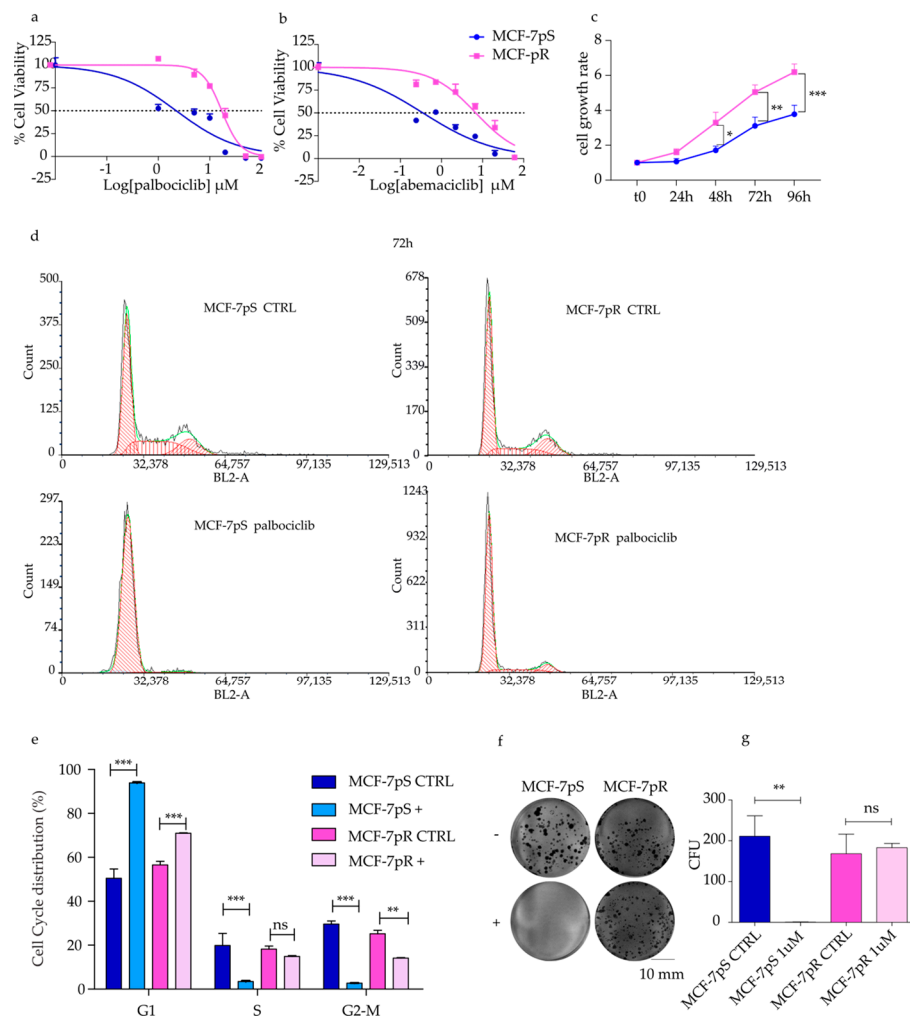 a
% Cell Viability
125
100
75
50
25
0
-25
-1
0
1
2
Log[palbociclib] μM
b
% Cell Viability
125
100
75
50
25
0
-25
-2
-1
0
1
2
Log[abemaciclib] μM
MCF-7pS
MCF-pR
c
cell growth rate
8
6
4
2
0
t0
24h
48h
72h
96h
*
**
***
d
72h
MCF-7pS CTRL
Count
500
375
250
125
0
0
32,378
64,757
97,135
129,513
BL2-A
MCF-7pR CTRL
Count
678
509
339
170
0
0
32,378
64,757
97,135
129,513
BL2-A
MCF-7pS palbociclib
Count
297
223
149
74
0
0
32,378
64,757
97,135
129,513
BL2-A
MCF-7pR palbociclib
Count
1243
932
622
311
0
0
32,378
64,757
97,135
129,513
BL2-A
e
Cell Cycle distribution (%)
100
80
60
40
20
0
***
***
***
ns
***
**
G1
S
G2-M
MCF-7pS CTRL
MCF-7pS +
MCF-7pR CTRL
MCF-7pR +
f
MCF-7pS
MCF-7pR
-
+
10 mm
g
CFU
300
200
100
0
**
ns
MCF-7pS CTRL
MCF-7pS 1uM
MCF-7pR CTRL
MCF-7pR 1uM